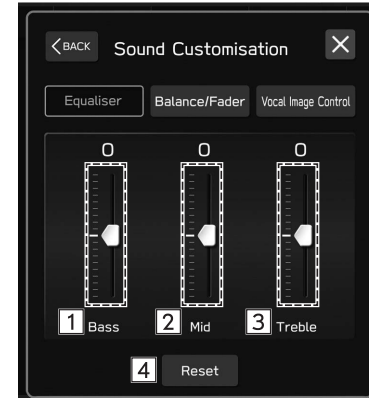 BACK Sound Customisation
Equaliser Balance/Fader Vocal Image Control
0 0 0
1 Bass 2 Mid 3 Treble
4 Reset